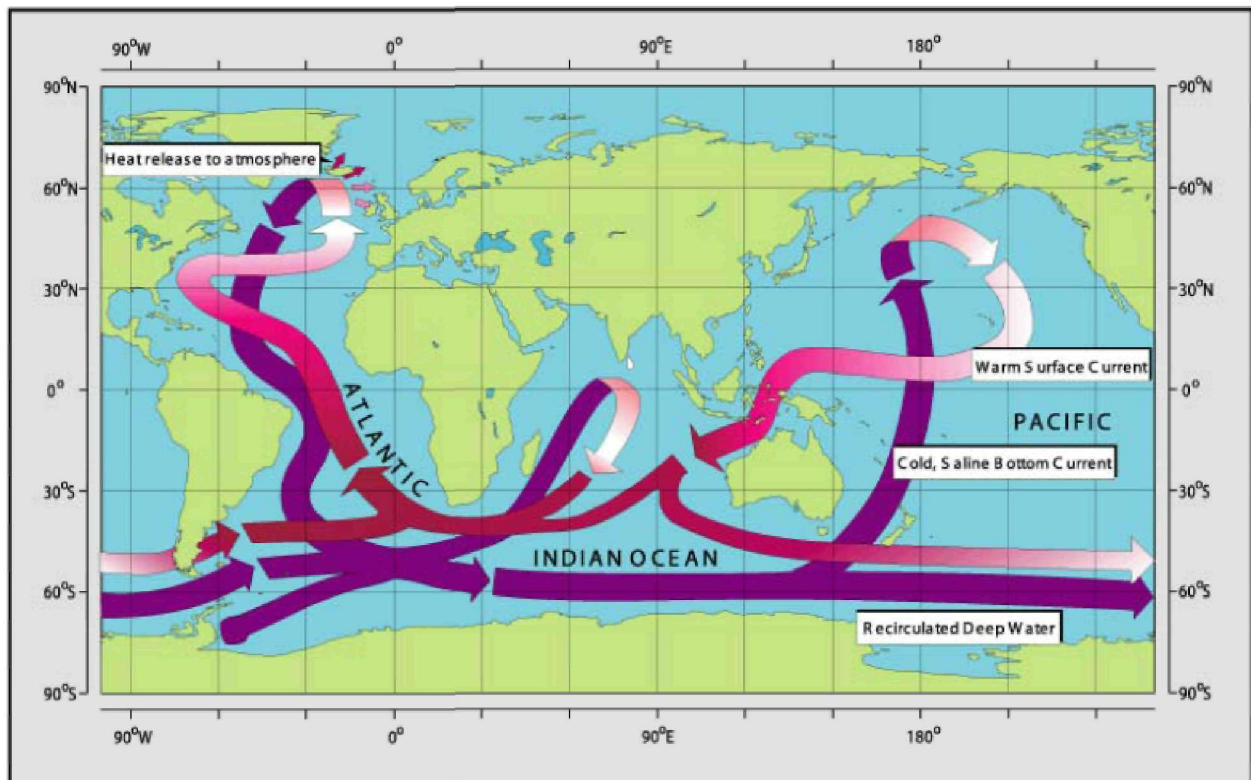 90°W 0° 90°E 180°
90°N 90°N
Heat release to atmosphere
60°N 60°N
30°N 30°N
Warm Surface Current
0° 0°
ATLANTIC
PACIFIC
Cold, Saline Bottom Current
30°S 30°S
INDIAN OCEAN
60°S 60°S
Recirculated Deep Water
90°S 90°S
90°W 0° 90°E 180°